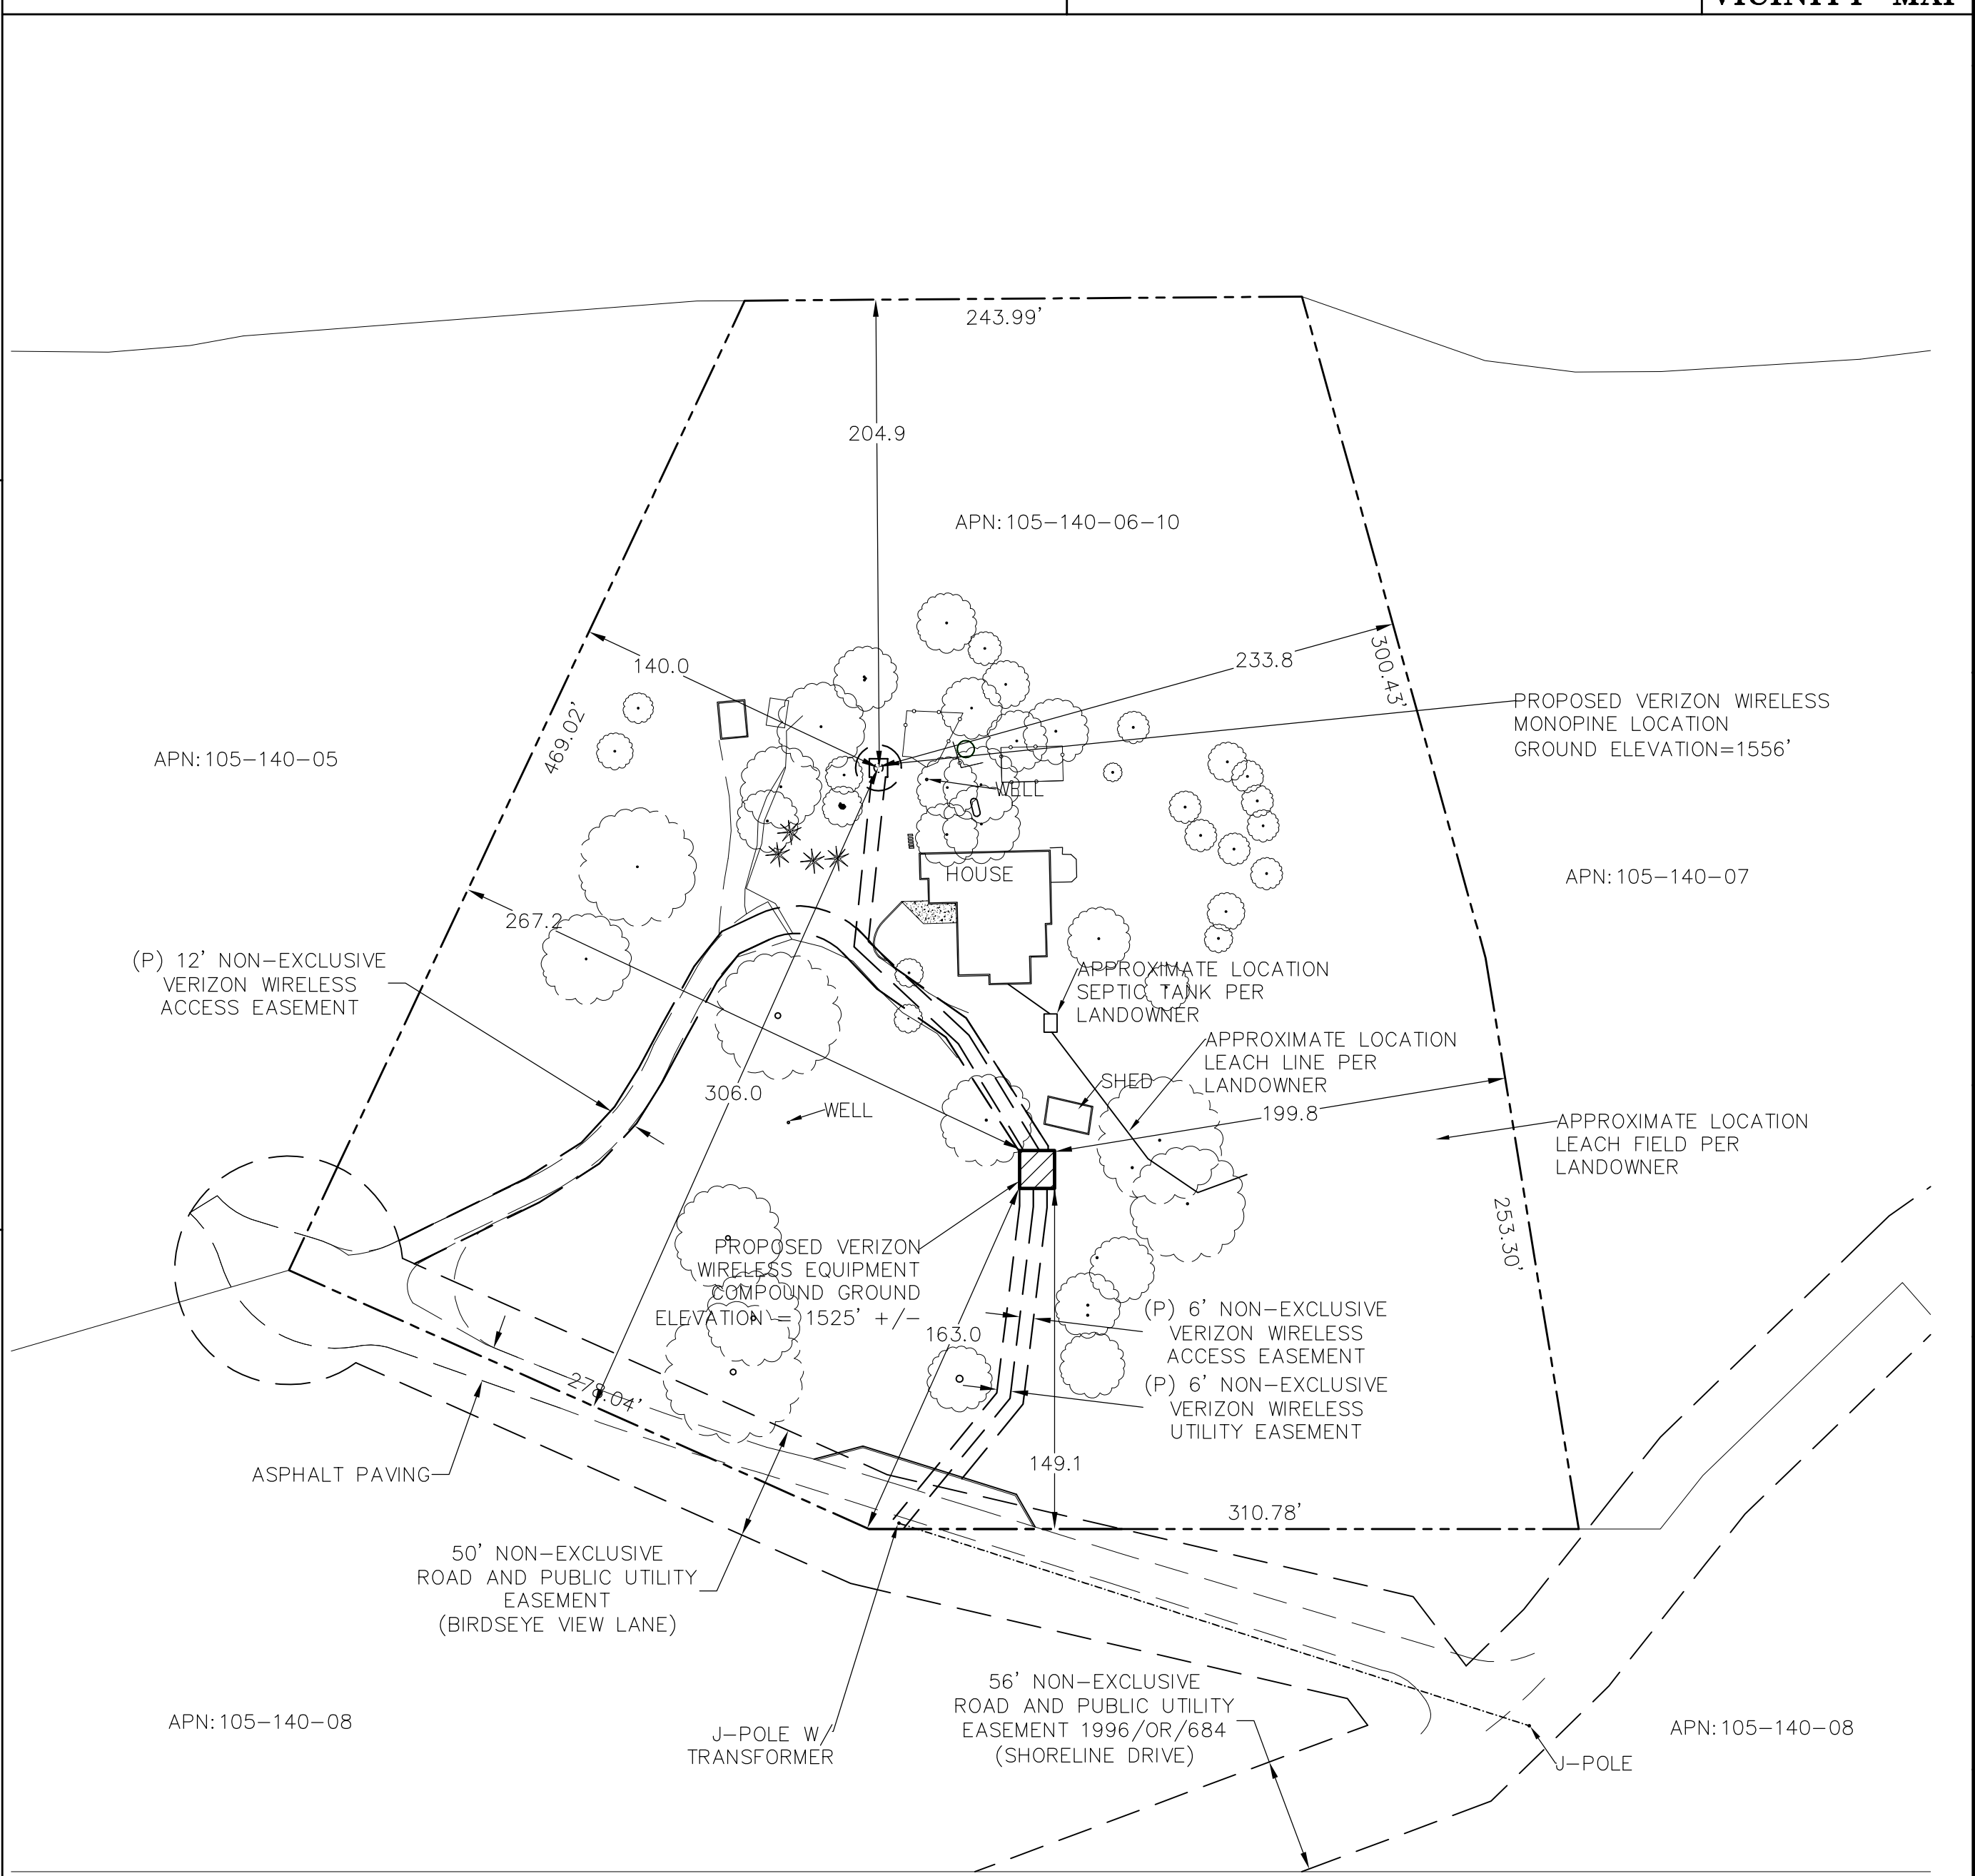 243.99'
204.9
APN:105-140-06-10
140.0
233.8
300.43'
PROPOSED VERIZON WIRELESS
MONOPINE LOCATION
GROUND ELEVATION=1556'
469.02'
APN:105-140-05
WELL
HOUSE
APN:105-140-07
267.2
(P) 12' NON-EXCLUSIVE
VERIZON WIRELESS
ACCESS EASEMENT
APPROXIMATE LOCATION
SEPTIC TANK PER
LANDOWNER
APPROXIMATE LOCATION
LEACH LINE PER
LANDOWNER
306.0
SHED
WELL
199.8
APPROXIMATE LOCATION
LEACH FIELD PER
LANDOWNER
253.30'
PROPOSED VERIZON
WIRELESS EQUIPMENT
COMPOUND GROUND
ELEVATION = 1525' +/-
163.0
(P) 6' NON-EXCLUSIVE
VERIZON WIRELESS
ACCESS EASEMENT
(P) 6' NON-EXCLUSIVE
VERIZON WIRELESS
UTILITY EASEMENT
278.04'
149.1
ASPHALT PAVING
310.78'
50' NON-EXCLUSIVE
ROAD AND PUBLIC UTILITY
EASEMENT
(BIRDSEYE VIEW LANE)
56' NON-EXCLUSIVE
ROAD AND PUBLIC UTILITY
EASEMENT 1996/OR/684
(SHORELINE DRIVE)
APN:105-140-08
J-POLE W/
TRANSFORMER
APN:105-140-08
J-POLE